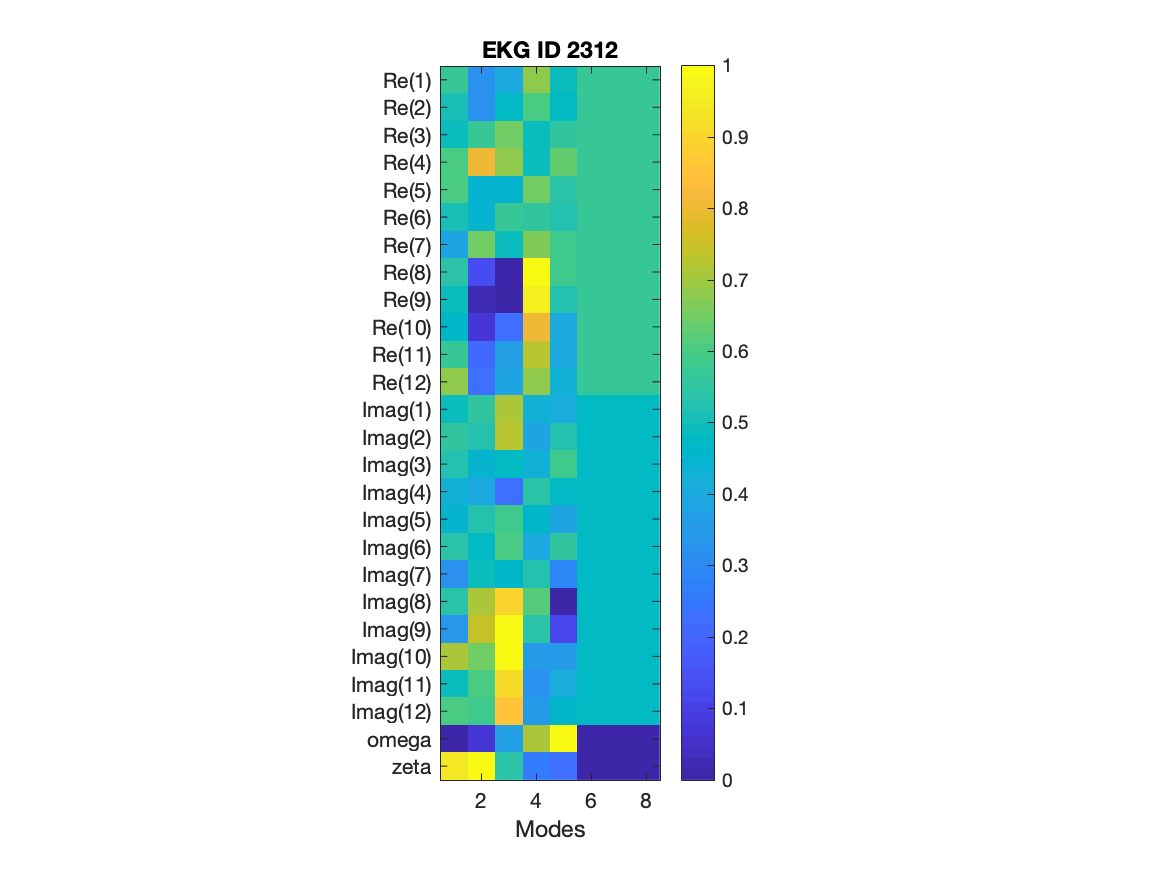 EKG ID 2312
Re(1)
Re(2)
Re(3)
Re(4)
Re(5)
Re(6)
Re(7)
Re(8)
Re(9)
Re(10)
Re(11)
Re(12)
Imag(1)
Imag(2)
Imag(3)
Imag(4)
Imag(5)
Imag(6)
Imag(7)
Imag(8)
Imag(9)
Imag(10)
Imag(11)
Imag(12)
omega
zeta
2 4 6 8
Modes
1
0.9
0.8
0.7
0.6
0.5
0.4
0.3
0.2
0.1
0